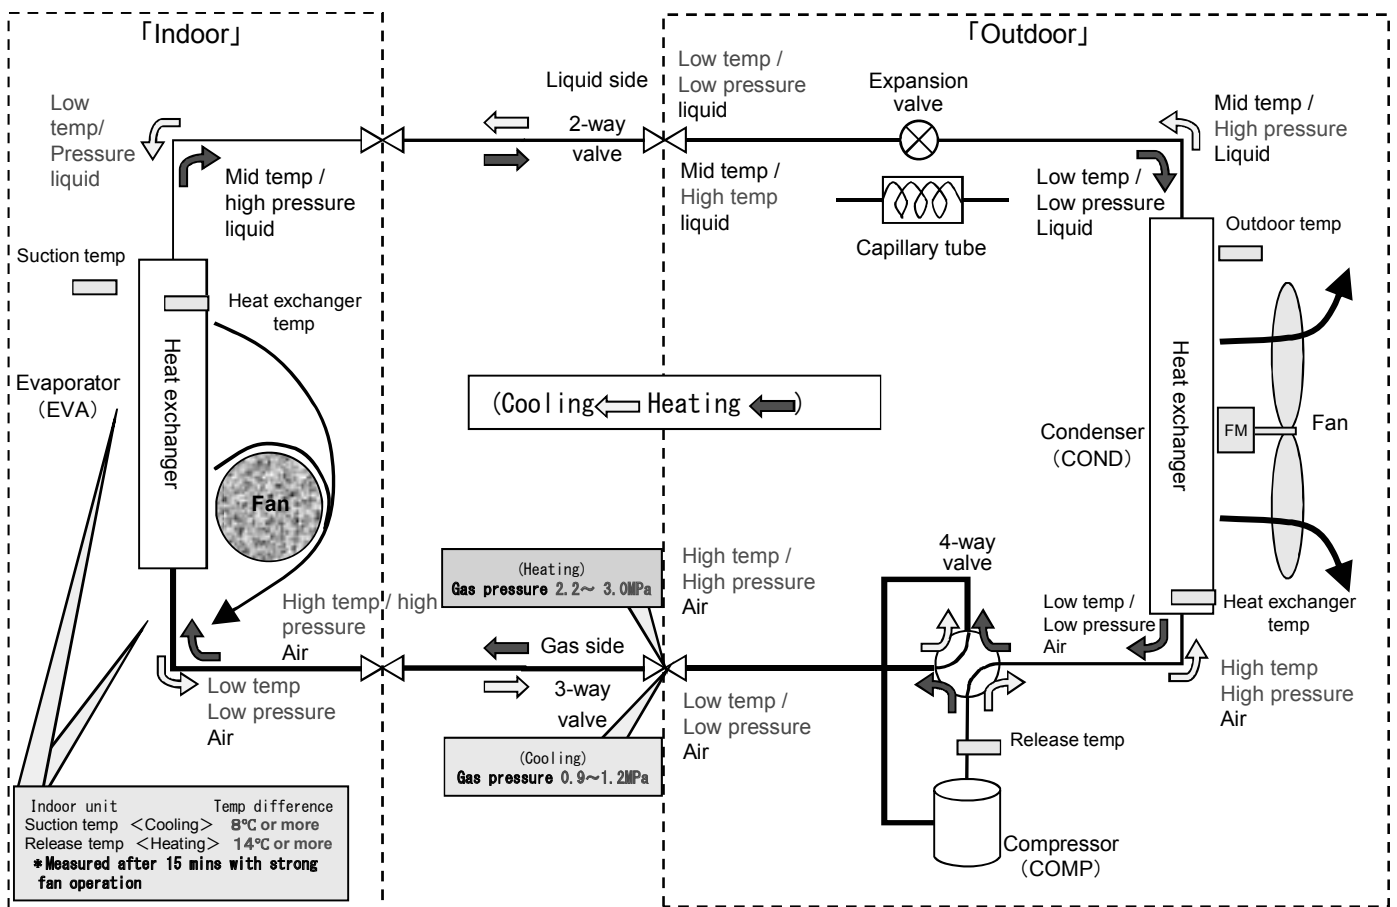 「Indoor」
「Outdoor」
Low
temp/
Pressure
liquid
Mid temp /
high pressure
liquid
Liquid side
2-way
valve
Low temp /
Low pressure
liquid
Mid temp /
High temp
liquid
Expansion
valve
Capillary tube
Mid temp /
High pressure
Liquid
Low temp /
Low pressure
Liquid
Suction temp
Heat exchanger
temp
Heat exchanger
Evaporator
（EVA）
Fan
(Cooling Heating )
Outdoor temp
Heat exchanger
Condenser
（COND）
FM
Fan
Heat exchanger
temp
4-way
valve
(Heating)
Gas pressure 2.2～ 3.0MPa
High temp /
High pressure
Air
High temp / high
pressure
Air
Gas side
3-way
valve
Low temp
Low pressure
Air
Low temp /
Low pressure
Air
Low temp /
Low pressure
Air
High temp
High pressure
Air
(Cooling)
Gas pressure 0.9～1.2MPa
Release temp
Compressor
（COMP）
Indoor unit Temp difference
Suction temp ＜Cooling＞ 8℃ or more
Release temp ＜Heating＞ 14℃ or more
*Measured after 15 mins with strong
fan operation